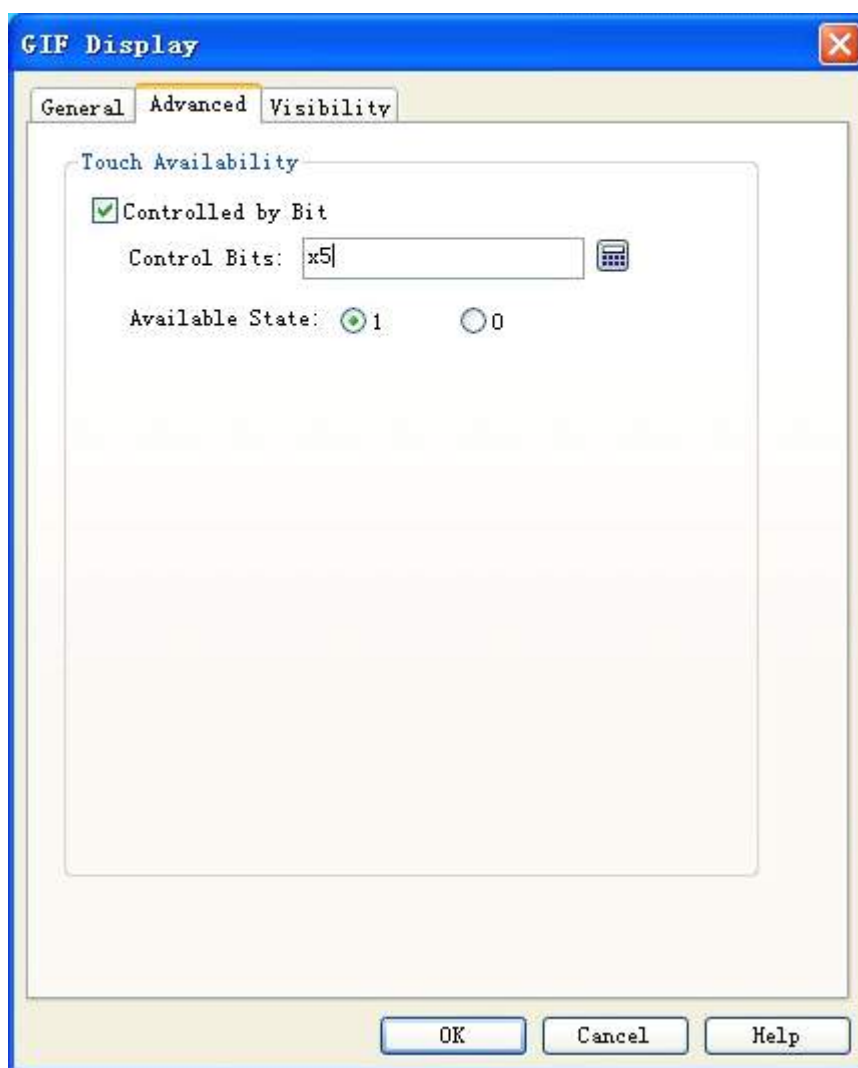 GIF Display
General Advanced Visibility
Touch Availability
Controlled by Bit
Control Bits: x5
Available State: 1 0
OK Cancel Help